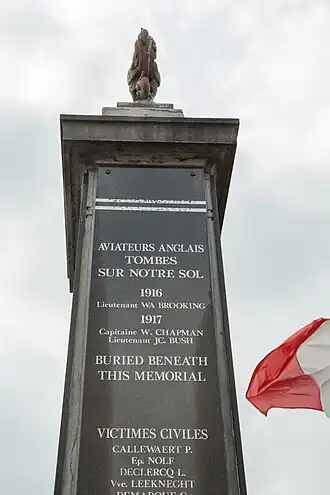 AVIATEURS ANGLAIS
TOMBES
SUR NOTRE SOL
1916
Lieutenant WA BROOKING
1917
Capitaine W. CHAPMAN
Lieutenant JC. BUSH
BURIED BENEATH
THIS MEMORIAL
VICTIMES CIVILES
CALLEWAERT P.
Ep. NOLF
DECLERCQ L.
Vve. LEEKNEGHT
DEMARQUE G.